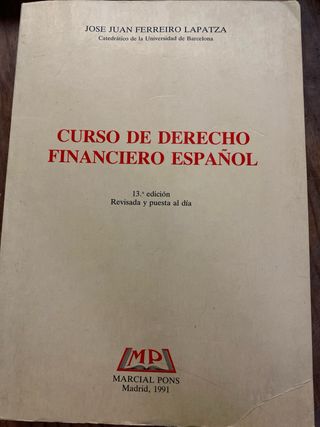 JOSE JUAN FERREIRO LAPATZA
Catedrático de la Universidad de Barcelona
CURSO DE DERECHO
FINANCIERO ESPAÑOL
13.ª edición
Revisada y puesta al día
MP
MARCIAL PONS
Madrid, 1991